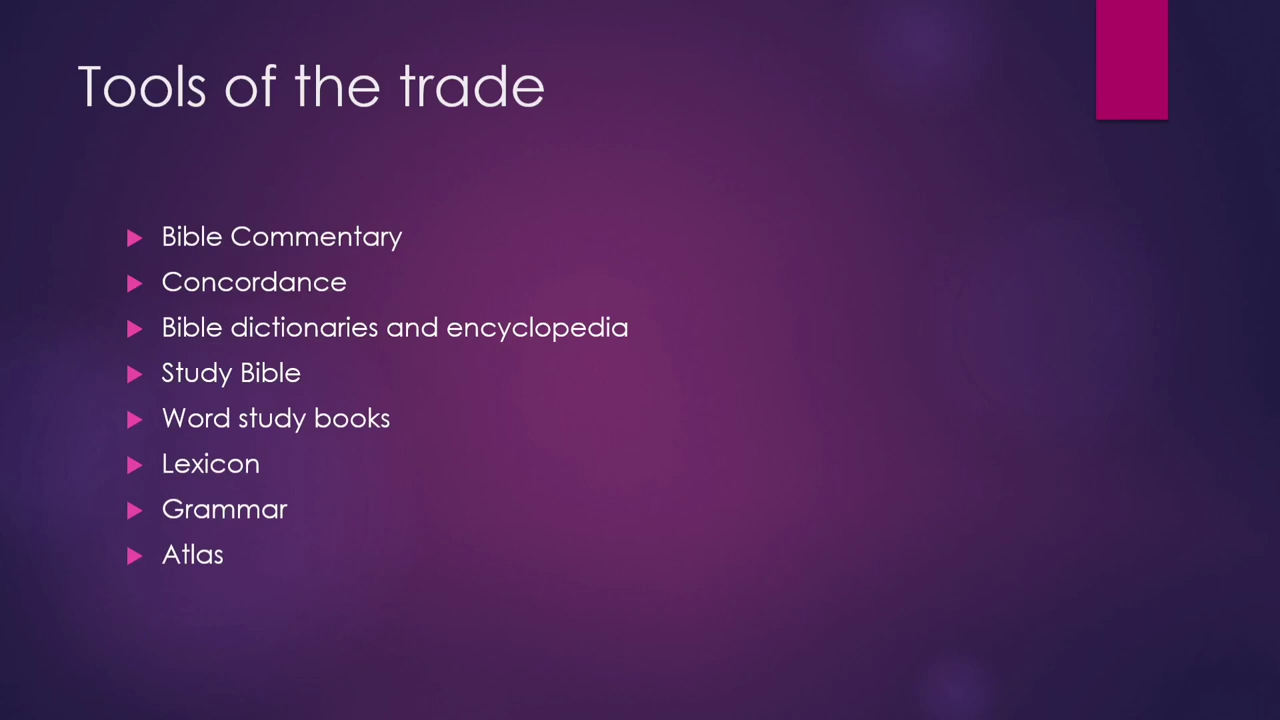 Tools of the trade
Bible Commentary
Concordance
Bible dictionaries and encyclopedia
Study Bible
Word study books
Lexicon
Grammar
Atlas